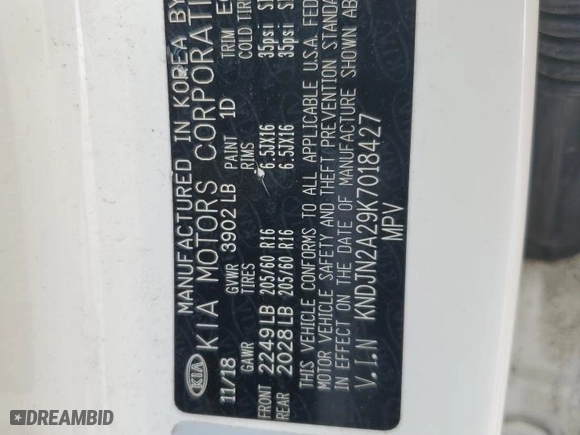 KIA
MANUFACTURED IN KOREA BY
KIA MOTORS CORPORATI
11/18 GVWR 3902 LB PAINT 1D TRIM
GAWR TIRES RIMS COLD TIR
FRONT 2249 LB 205/60 R16 6.5JX16 35psi
REAR 2028 LB 205/60 R16 6.5JX16 35psi
THIS VEHICLE CONFORMS TO ALL APPLICABLE U.S.A. FED
MOTOR VEHICLE SAFETY AND THEFT PREVENTION STANDA
IN EFFECT ON THE DATE OF MANUFACTURE SHOWN AB
V.I.N KNDJN2A29K7018427
MPV
DREAMBID